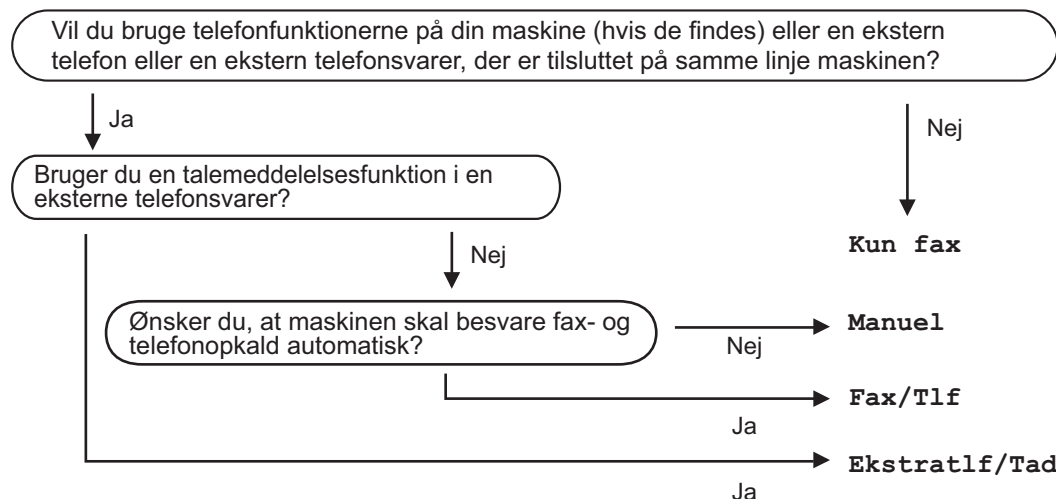 Vil du bruge telefonfunktionerne på din maskine (hvis de findes) eller en ekstern
telefon eller en ekstern telefonsvarer, der er tilsluttet på samme linje maskinen?
Ja
Nej
Bruger du en talemeddelelsesfunktion i en
eksterne telefonsvarer?
Kun fax
Nej
Ønsker du, at maskinen skal besvare fax- og
telefonopkald automatisk?
Nej
Manuel
Fax/Tlf
Ja
Ekstratlf/Tad
Ja